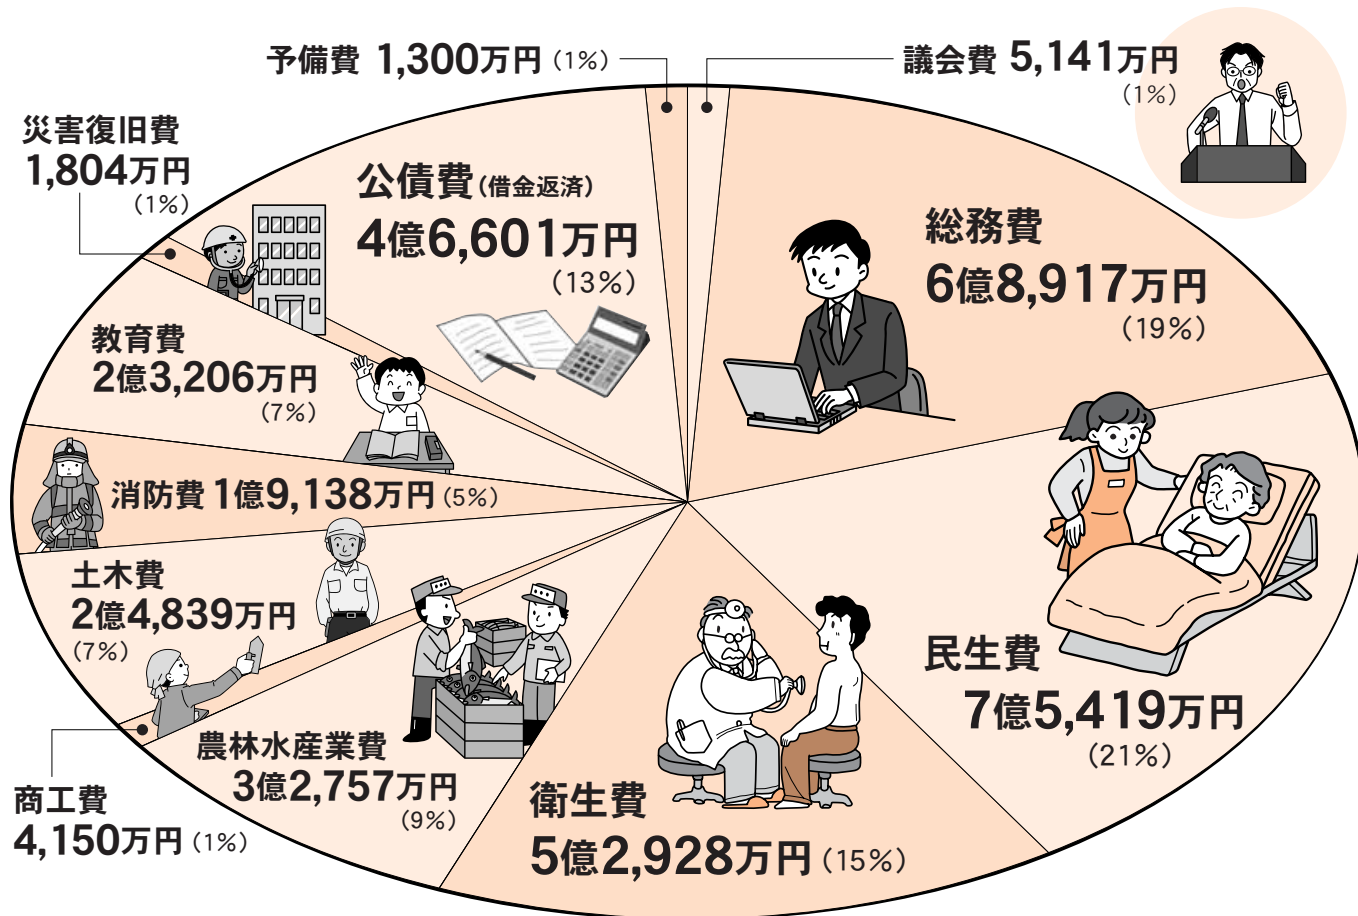 予備費 1,300万円（1%）
議会費 5,141万円
（1%）
総務費
6億8,917万円
（19%）
民生費
7億5,419万円
（21%）
衛生費
5億2,928万円（15%）
農林水産業費
3億2,757万円
（9%）
商工費
4,150万円（1%）
土木費
2億4,839万円
（7%）
消防費 1億9,138万円（5%）
教育費
2億3,206万円
（7%）
災害復旧費
1,804万円
（1%）
公債費（借金返済）
4億6,601万円
（13%）